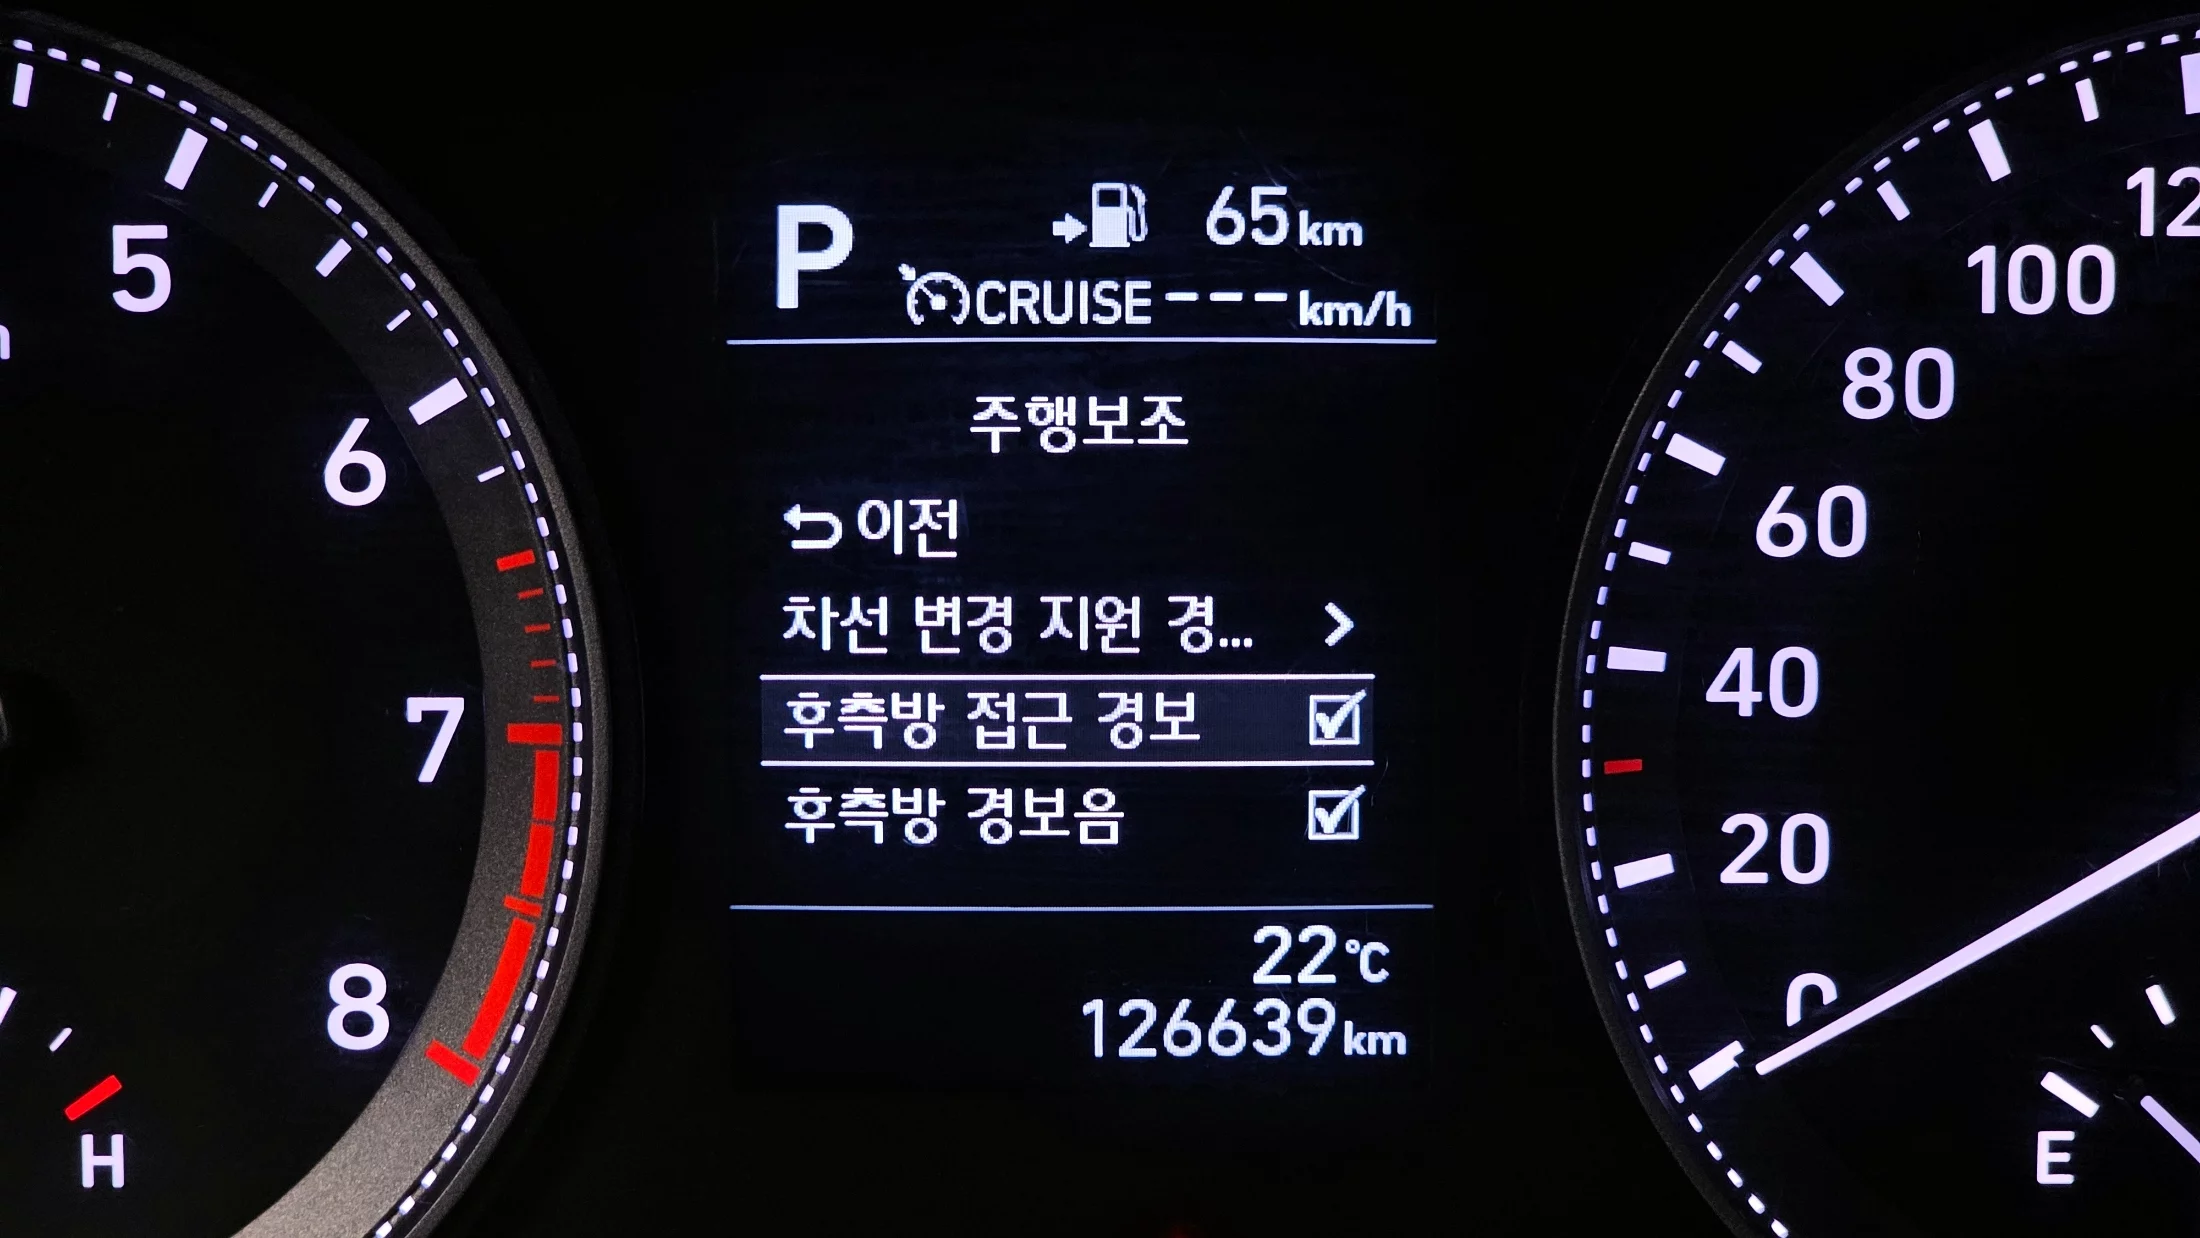 5
6
7
8
H
P
65km
CRUISE ---km/h
주행보조
이전
차선 변경 지원 경...
후측방 접근 경보
후측방 경보음
22℃
126639km
12
100
80
60
40
20
0
E